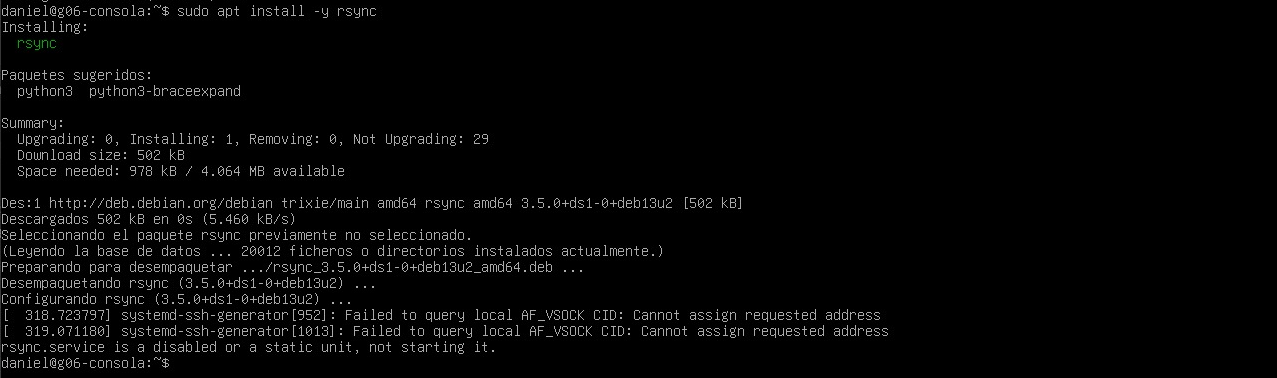 daniel@g06-consola:~$ sudo apt install -y rsync
Installing:
  rsync

Paquetes sugeridos:
  python3  python3-braceexpand

Summary:
  Upgrading: 0, Installing: 1, Removing: 0, Not Upgrading: 29
  Download size: 502 kB
  Space needed: 978 kB / 4.064 MB available

Des:1 http://deb.debian.org/debian trixie/main amd64 rsync amd64 3.5.0+ds1-0+deb13u2 [502 kB]
Descargados 502 kB en 0s (5.460 kB/s)
Seleccionando el paquete rsync previamente no seleccionado.
(Leyendo la base de datos ... 20012 ficheros o directorios instalados actualmente.)
Preparando para desempaquetar .../rsync_3.5.0+ds1-0+deb13u2_amd64.deb ...
Desempaquetando rsync (3.5.0+ds1-0+deb13u2) ...
Configurando rsync (3.5.0+ds1-0+deb13u2) ...
[  318.723797] systemd-ssh-generator[952]: Failed to query local AF_VSOCK CID: Cannot assign requested address
[  319.071180] systemd-ssh-generator[1013]: Failed to query local AF_VSOCK CID: Cannot assign requested address
rsync.service is a disabled or a static unit, not starting it.
daniel@g06-consola:~$